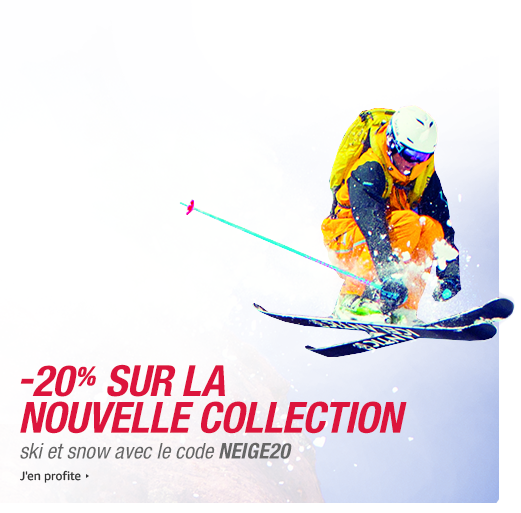 -20% SUR LA
NOUVELLE COLLECTION
ski et snow avec le code NEIGE20
J'en profite ›